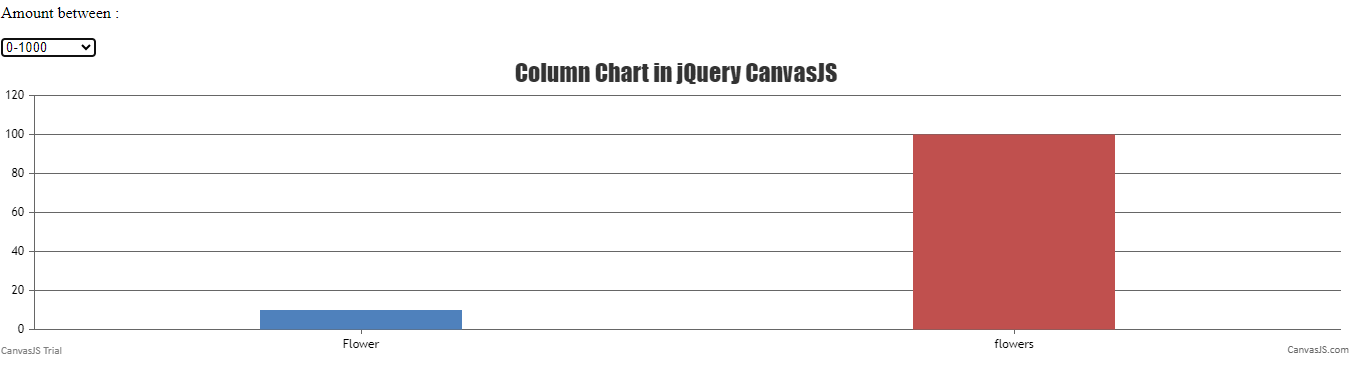 Amount between :
0-1000
Column Chart in jQuery CanvasJS
120
100
80
60
40
20
0
Flower
flowers
CanvasJS Trial
CanvasJS.com